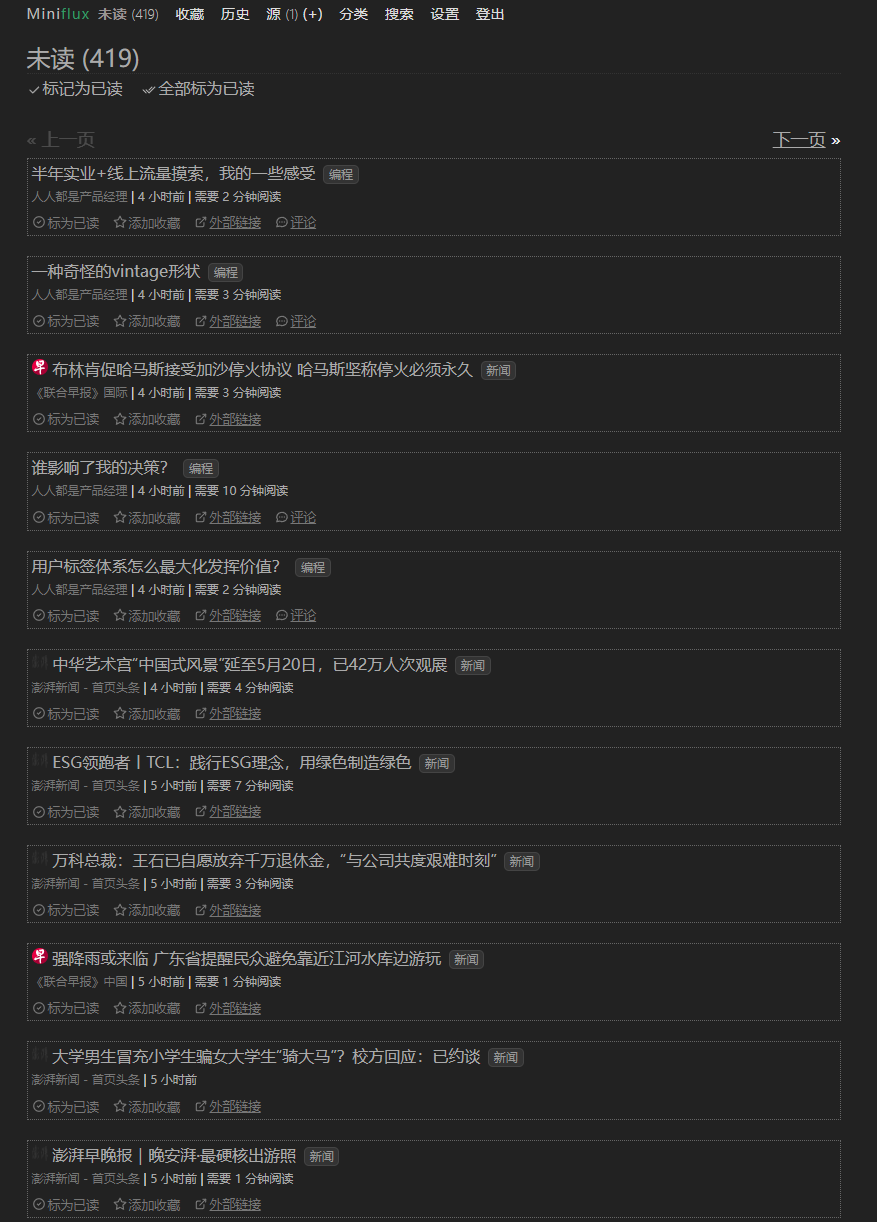 Miniflux 未读 (419) 收藏 历史 源 (1) (+) 分类 搜索 设置 登出
未读 (419)
标记为已读 全部标为已读
« 上一页 下一页 »
半年实业+线上流量摸索，我的一些感受 编程
人人都是产品经理 | 4 小时前 | 需要 2 分钟阅读
标为已读 添加收藏 外部链接 评论
一种奇怪的vintage形状 编程
人人都是产品经理 | 4 小时前 | 需要 3 分钟阅读
标为已读 添加收藏 外部链接 评论
早 布林肯促哈马斯接受加沙停火协议 哈马斯坚称停火必须永久 新闻
《联合早报》国际 | 4 小时前 | 需要 3 分钟阅读
标为已读 添加收藏 外部链接
谁影响了我的决策？ 编程
人人都是产品经理 | 4 小时前 | 需要 10 分钟阅读
标为已读 添加收藏 外部链接 评论
用户标签体系怎么最大化发挥价值？ 编程
人人都是产品经理 | 4 小时前 | 需要 2 分钟阅读
标为已读 添加收藏 外部链接 评论
中华艺术宫“中国式风景”延至5月20日，已42万人次观展 新闻
澎湃新闻 - 首页头条 | 4 小时前 | 需要 4 分钟阅读
标为已读 添加收藏 外部链接
ESG领跑者丨TCL：践行ESG理念，用绿色制造绿色 新闻
澎湃新闻 - 首页头条 | 5 小时前 | 需要 7 分钟阅读
标为已读 添加收藏 外部链接
万科总裁：王石已自愿放弃千万退休金，“与公司共度艰难时刻” 新闻
澎湃新闻 - 首页头条 | 5 小时前 | 需要 3 分钟阅读
标为已读 添加收藏 外部链接
早 强降雨或来临 广东省提醒民众避免靠近江河水库边游玩 新闻
《联合早报》中国 | 5 小时前 | 需要 1 分钟阅读
标为已读 添加收藏 外部链接
大学男生冒充小学生骗女大学生“骑大马”？校方回应：已约谈 新闻
澎湃新闻 - 首页头条 | 5 小时前
标为已读 添加收藏 外部链接
澎湃早晚报｜晚安湃·最硬核出游照 新闻
澎湃新闻 - 首页头条 | 5 小时前 | 需要 1 分钟阅读
标为已读 添加收藏 外部链接